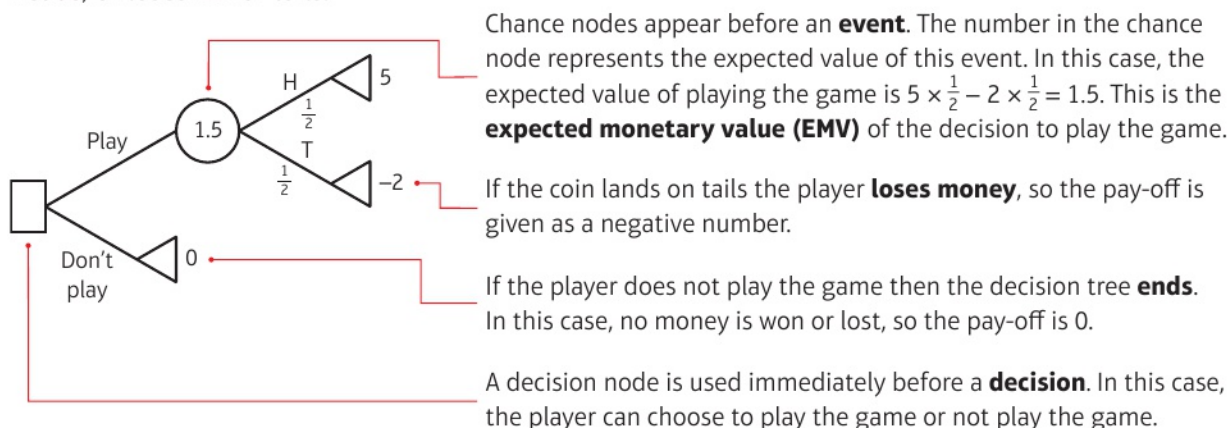 Chance nodes appear before an event. The number in the chance
node represents the expected value of this event. In this case, the
expected value of playing the game is 5 × 1/2 − 2 × 1/2 = 1.5. This is the
expected monetary value (EMV) of the decision to play the game.
H
5
1/2
Play
1.5
T
1/2
−2
If the coin lands on tails the player loses money, so the pay-off is
given as a negative number.
Don’t
play
0
If the player does not play the game then the decision tree ends.
In this case, no money is won or lost, so the pay-off is 0.
A decision node is used immediately before a decision. In this case,
the player can choose to play the game or not play the game.